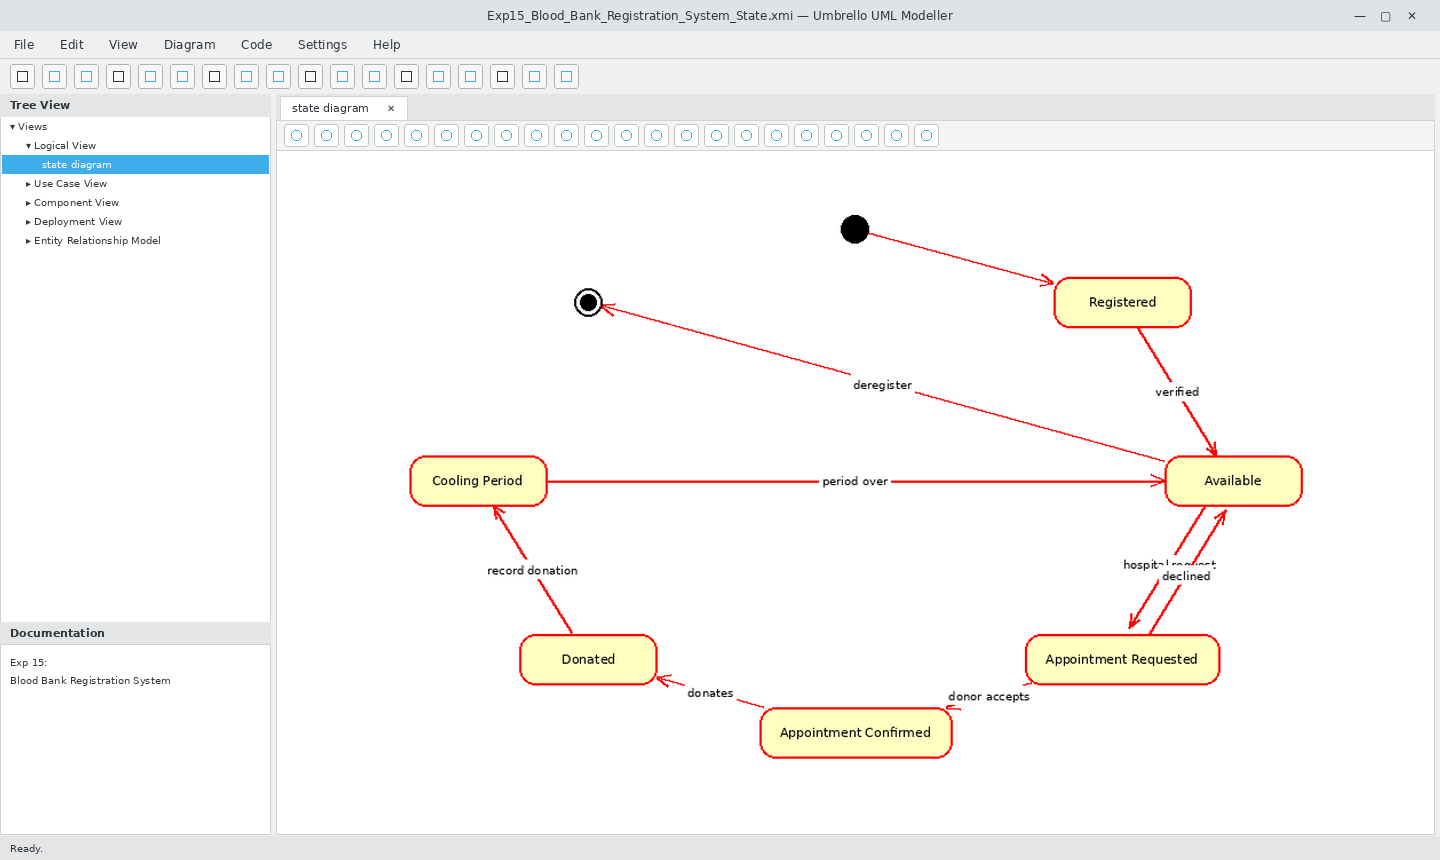 Exp15_Blood_Bank_Registration_System_State.xmi — Umbrello UML Modeller
File Edit View Diagram Code Settings Help
Tree View
Views
Logical View
state diagram
Use Case View
Component View
Deployment View
Entity Relationship Model
Documentation
Exp 15:
Blood Bank Registration System
state diagram
Registered
deregister
verified
Cooling Period
period over
Available
record donation
hospital request
declined
Donated
Appointment Requested
donates
donor accepts
Appointment Confirmed
Ready.